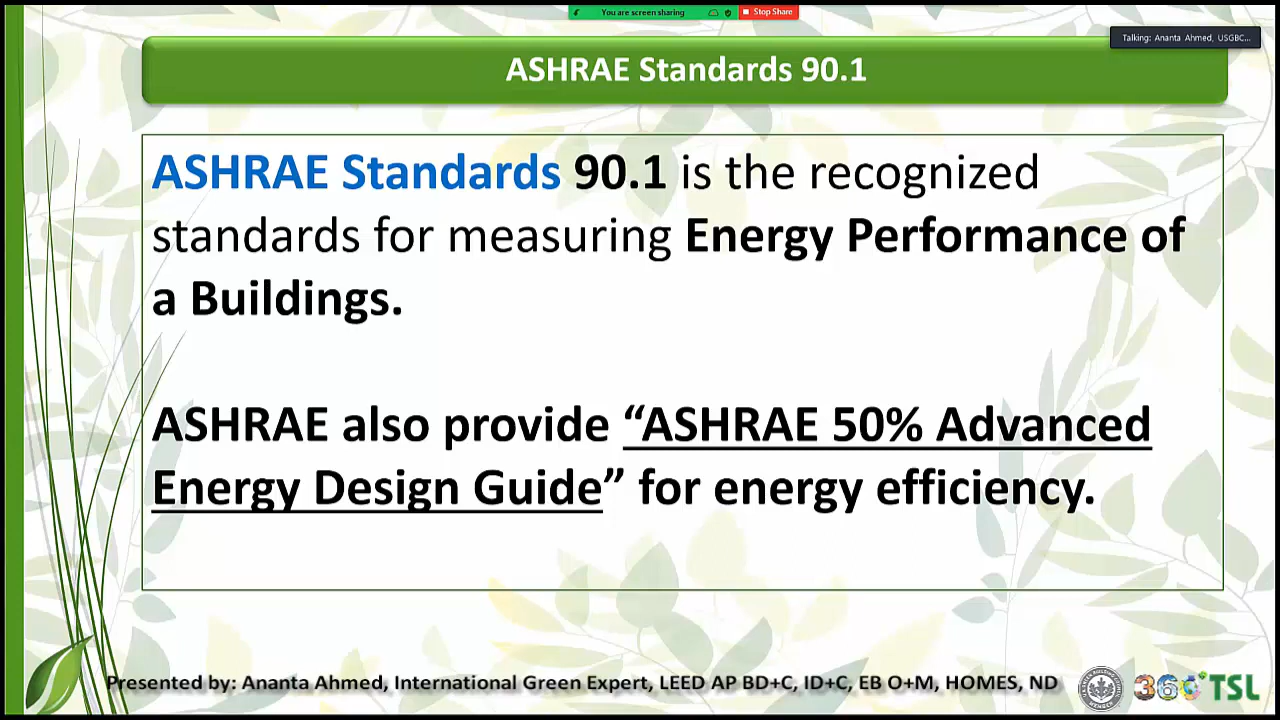 You are screen sharing
Stop Share
Talking: Ananta Ahmed, USGBC...
ASHRAE Standards 90.1
ASHRAE Standards 90.1 is the recognized
standards for measuring Energy Performance of
a Buildings.
ASHRAE also provide “ASHRAE 50% Advanced
Energy Design Guide” for energy efficiency.
Presented by: Ananta Ahmed, International Green Expert, LEED AP BD+C, ID+C, EB O+M, HOMES, ND
MEMBER
360 TSL